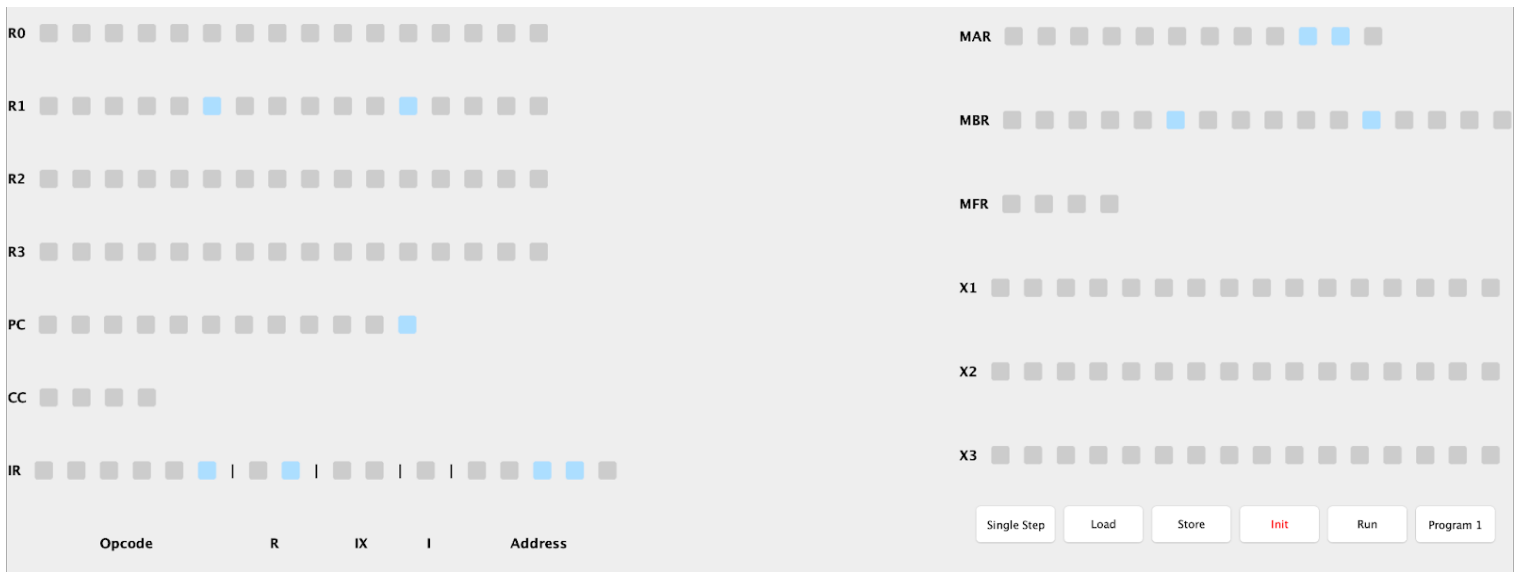 R0
R1
R2
R3
PC
CC
IR | | | |
Opcode R IX I Address
MAR
MBR
MFR
X1
X2
X3
Single Step Load Store Init Run Program 1